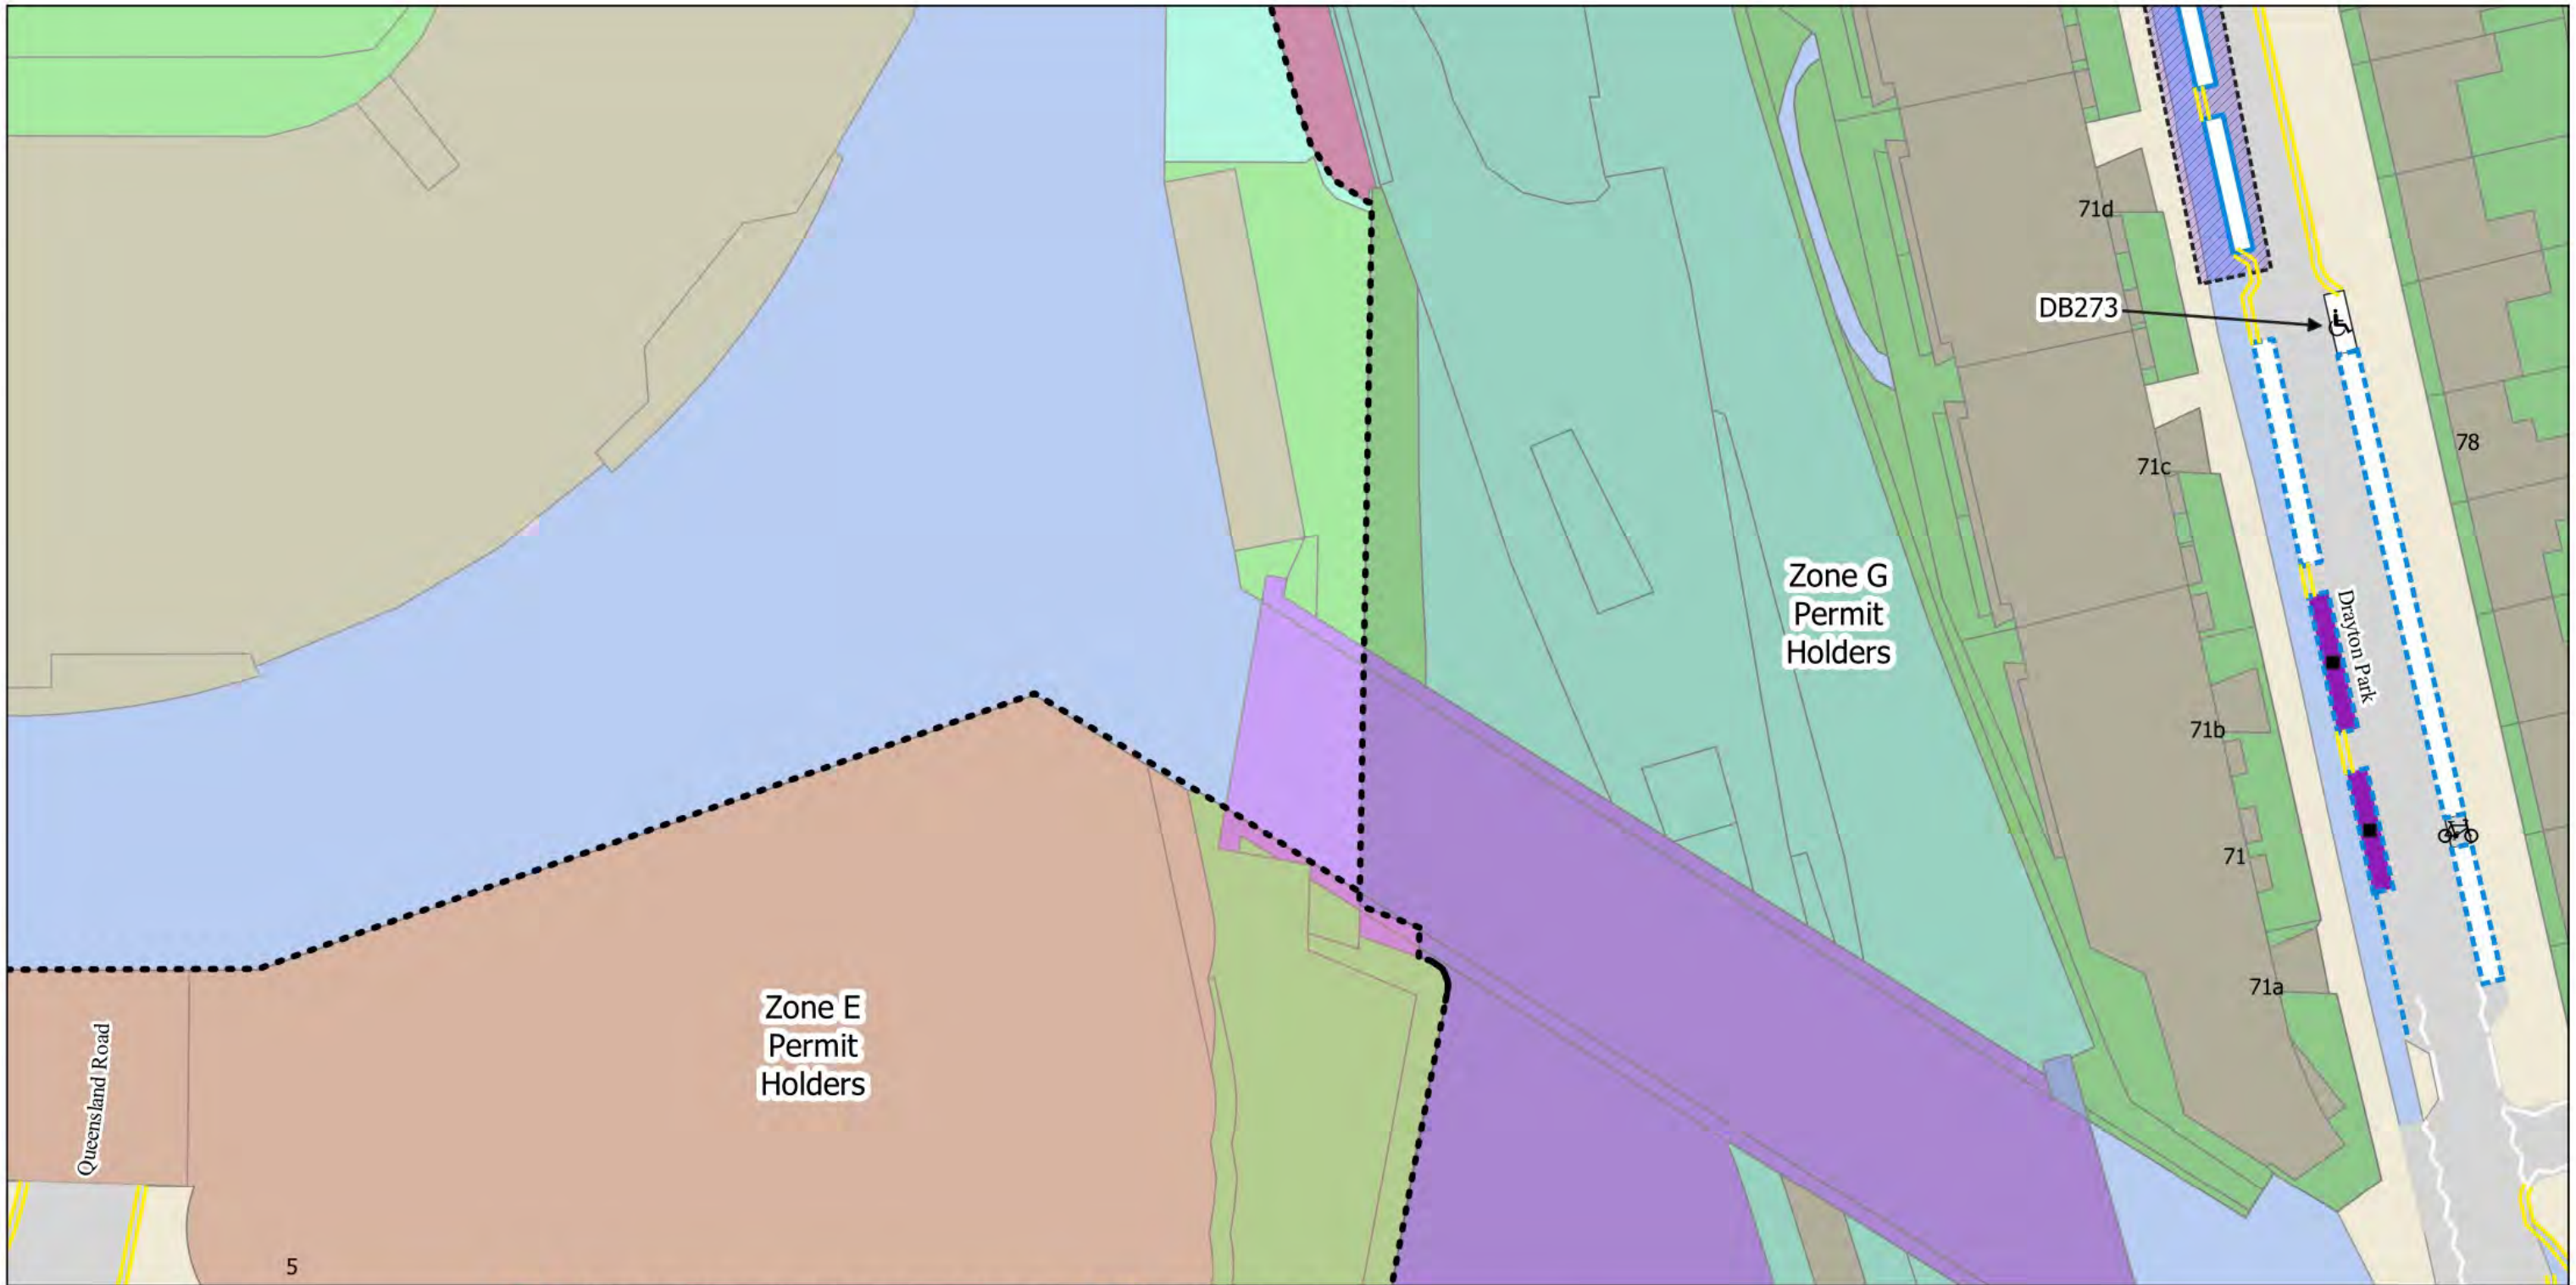 71d
DB273
78
71c
Zone G
Permit
Holders
Drayton Park
71b
71
71a
Zone E
Permit
Holders
Queensland Road
5